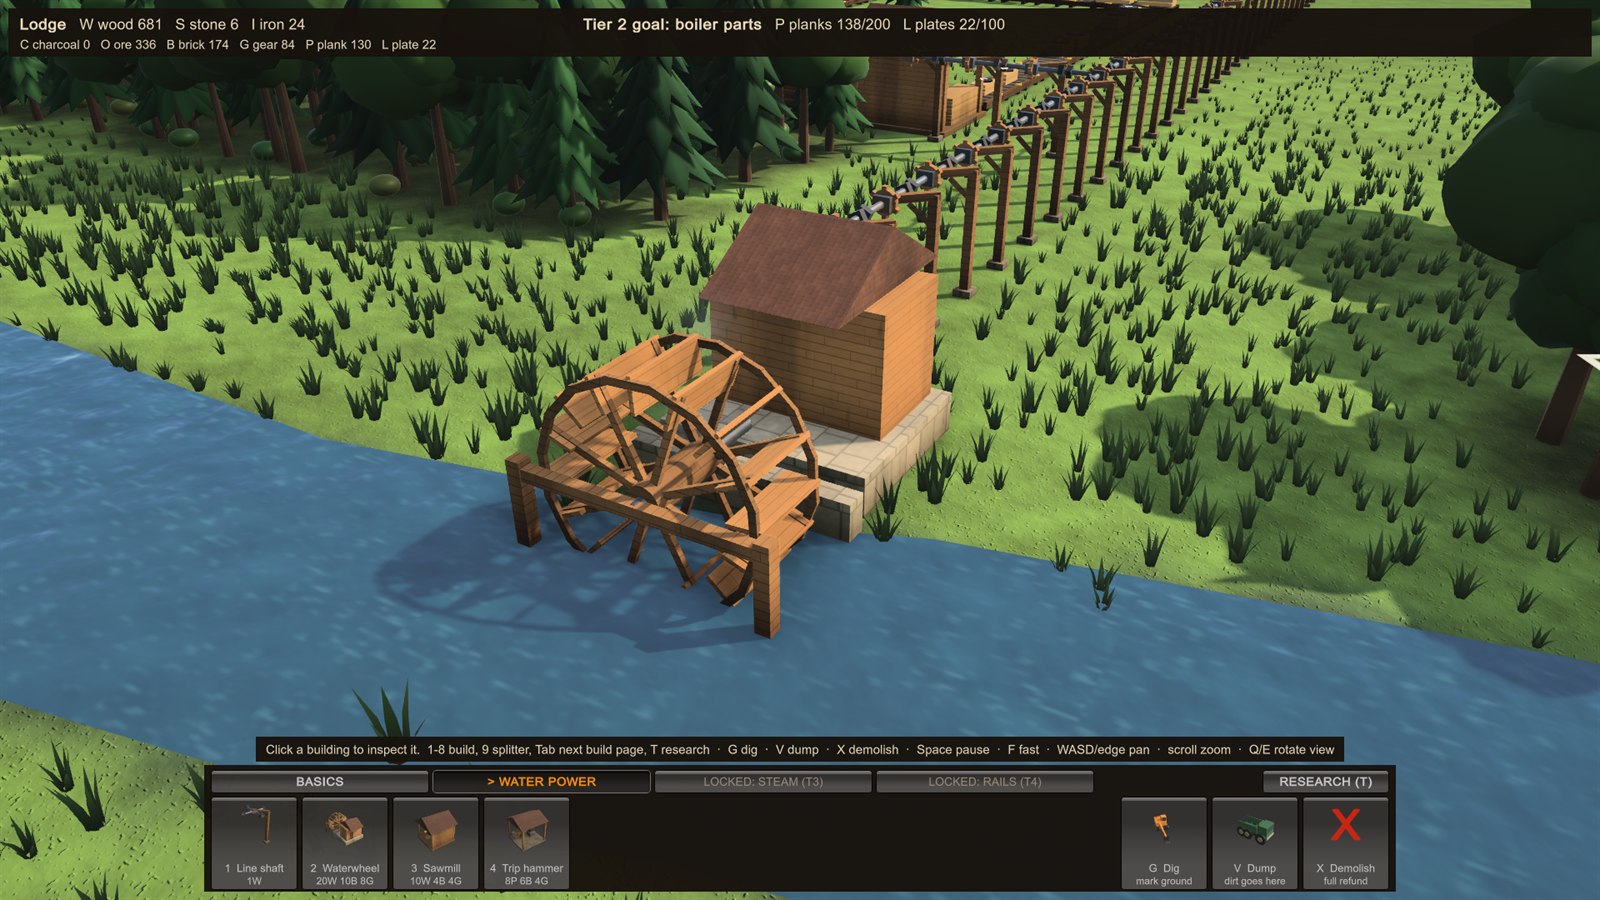 Lodge W wood 681 S stone 6 I iron 24
C charcoal 0 O ore 336 B brick 174 G gear 84 P plank 130 L plate 22
Tier 2 goal: boiler parts P planks 138/200 L plates 22/100
Click a building to inspect it. 1-8 build, 9 splitter, Tab next build page, T research · G dig · V dump · X demolish · Space pause · F fast · WASD/edge pan · scroll zoom · Q/E rotate view
BASICS
> WATER POWER
LOCKED: STEAM (T3)
LOCKED: RAILS (T4)
RESEARCH (T)
1 Line shaft
1W
2 Waterwheel
20W 10B 8G
3 Sawmill
10W 4B 4G
4 Trip hammer
8P 6B 4G
G Dig
mark ground
V Dump
dirt goes here
X Demolish
full refund